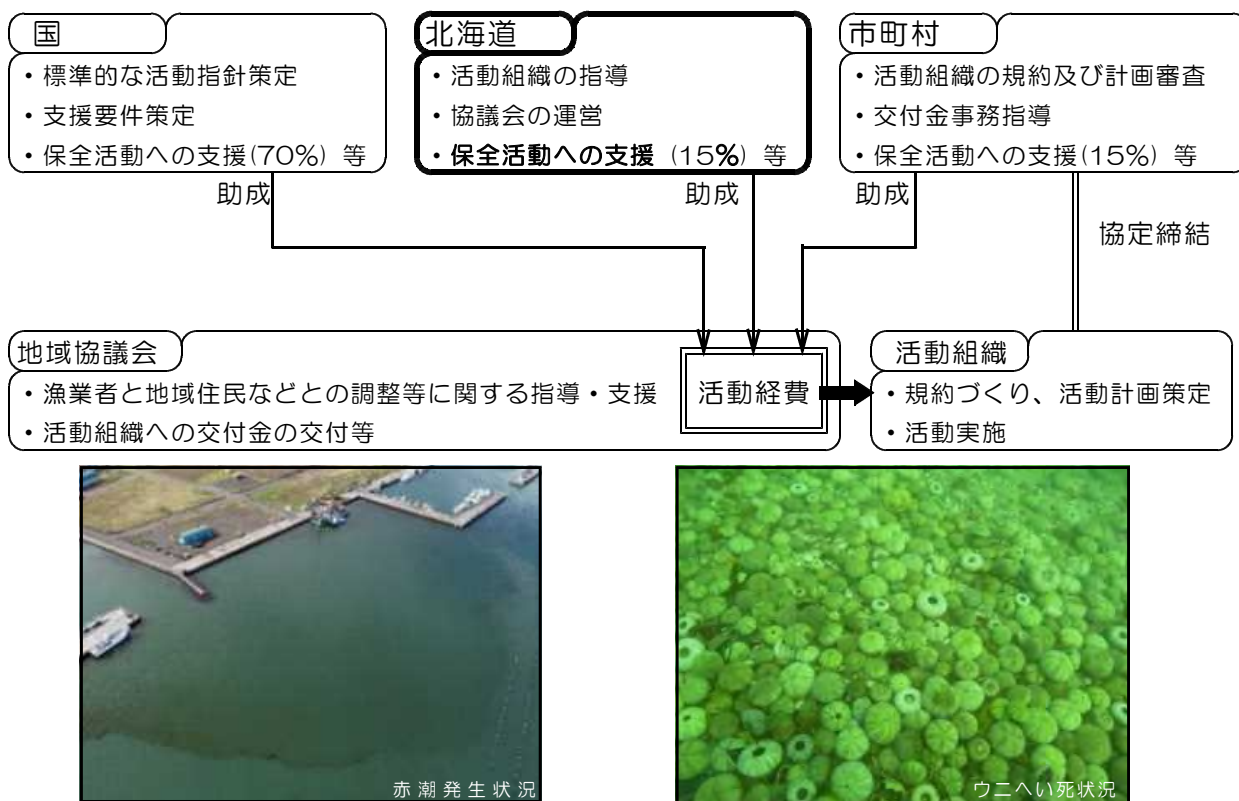 国
・標準的な活動指針策定
・支援要件策定
・保全活動への支援(70%) 等
北海道
・活動組織の指導
・協議会の運営
・保全活動への支援 (15%) 等
市町村
・活動組織の規約及び計画審査
・交付金事務指導
・保全活動への支援(15%) 等
助成
助成
助成
協定締結
地域協議会
・漁業者と地域住民などとの調整等に関する指導・支援
・活動組織への交付金の交付等
活動経費
活動組織
・規約づくり、活動計画策定
・活動実施
赤潮発生状況
ウニへい死状況